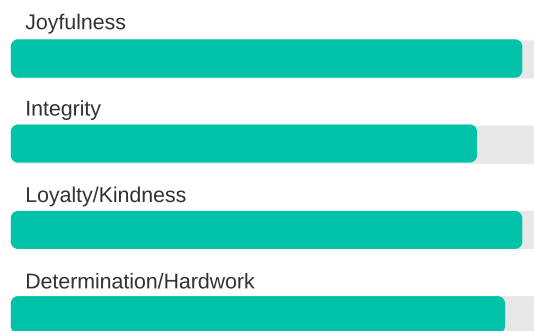 Joyfulness
Integrity
Loyalty/Kindness
Determination/Hardwork